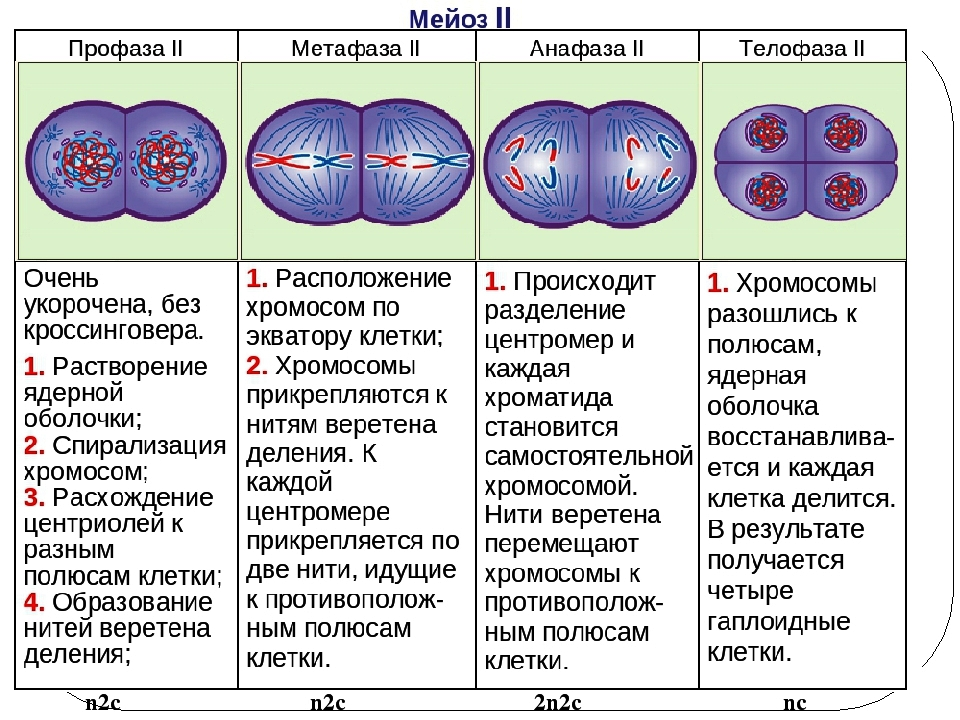 Мейоз II
Профаза II
Метафаза II
Анафаза II
Телофаза II
Очень
укорочена, без
кроссинговера.
1. Растворение
ядерной
оболочки;
2. Спирализация
хромосом;
3. Расхождение
центриолей к
разным
полюсам клетки;
4. Образование
нитей веретена
деления;
1. Расположение
хромосом по
экватору клетки;
2. Хромосомы
прикрепляются к
нитям веретена
деления. К
каждой
центромере
прикрепляется по
две нити, идущие
к противополож-
ным полюсам
клетки.
1. Происходит
разделение
центромер и
каждая
хроматида
становится
самостоятельной
хромосомой.
Нити веретена
перемещают
хромосомы к
противополож-
ным полюсам
клетки.
1. Хромосомы
разошлись к
полюсам,
ядерная
оболочка
восстанавлива-
ется и каждая
клетка делится.
В результате
получается
четыре
гаплоидные
клетки.
n2c
n2c
2n2c
nc